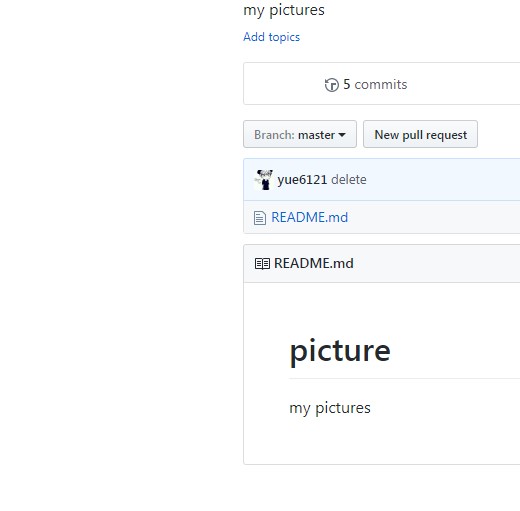 my pictures
Add topics
5 commits
Branch: master New pull request
yue6121 delete
README.md
README.md
picture
my pictures